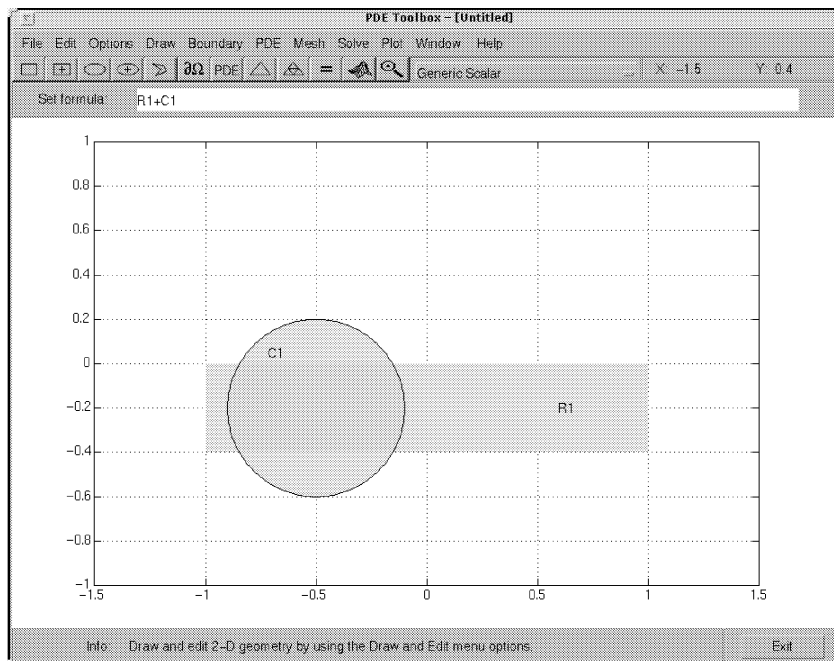 PDE Toolbox - [Untitled]
File Edit Options Draw Boundary PDE Mesh Solve Plot Window Help
∂Ω PDE = Generic Scalar X: -1.5 Y: 0.4
Set formula: R1+C1
1
0.8
0.6
0.4
0.2
0
-0.2
-0.4
-0.6
-0.8
-1
C1
R1
-1.5 -1 -0.5 0 0.5 1 1.5
Info: Draw and edit 2-D geometry by using the Draw and Edit menu options. Exit